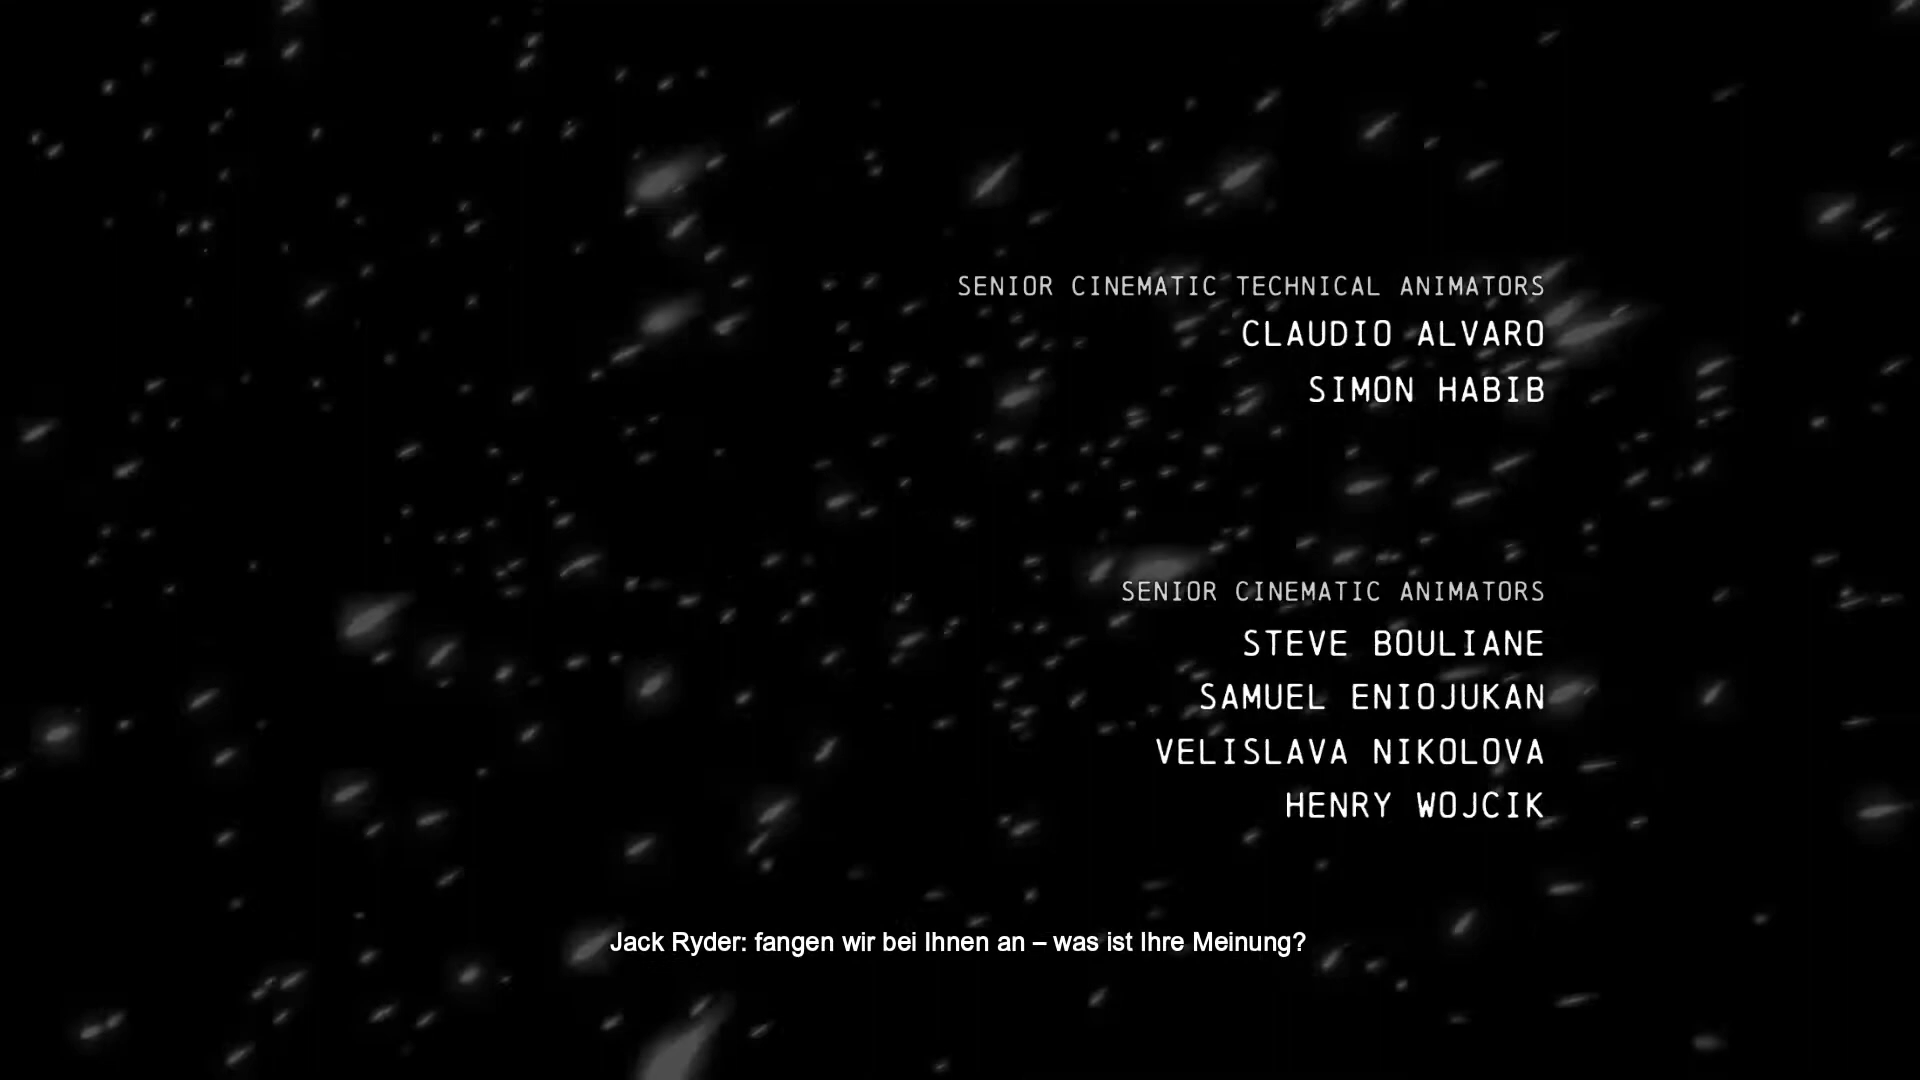 SENIOR CINEMATIC TECHNICAL ANIMATORS
CLAUDIO ALVARO
SIMON HABIB
SENIOR CINEMATIC ANIMATORS
STEVE BOULIANE
SAMUEL ENIOJUKAN
VELISLAVA NIKOLOVA
HENRY WOJCIK
Jack Ryder: fangen wir bei Ihnen an – was ist Ihre Meinung?